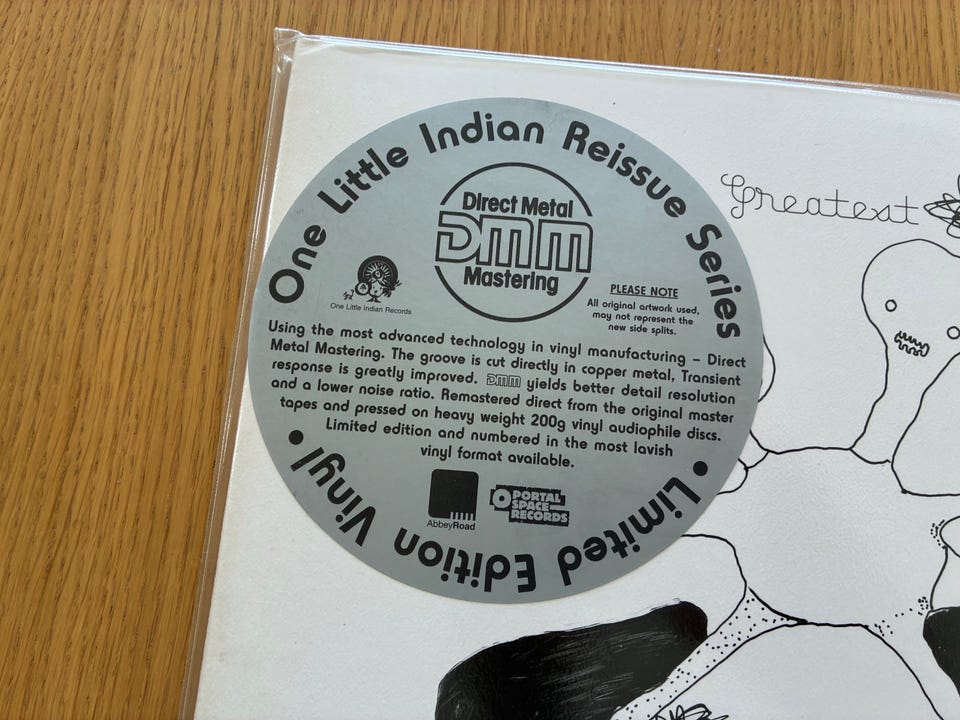 One Little Indian Reissue Series
Direct Metal
DMM
Mastering
One Little Indian Records
PLEASE NOTE
All original artwork used,
may not represent the
new side splits.
Using the most advanced technology in vinyl manufacturing – Direct
Metal Mastering. The groove is cut directly in copper metal, Transient
response is greatly improved. DMM yields better detail resolution
and a lower noise ratio. Remastered direct from the original master
tapes and pressed on heavy weight 200g vinyl audiophile discs.
Limited edition and numbered in the most lavish
vinyl format available.
AbbeyRoad
PORTAL
SPACE
RECORDS
• Limited Edition Vinyl •
Greatest